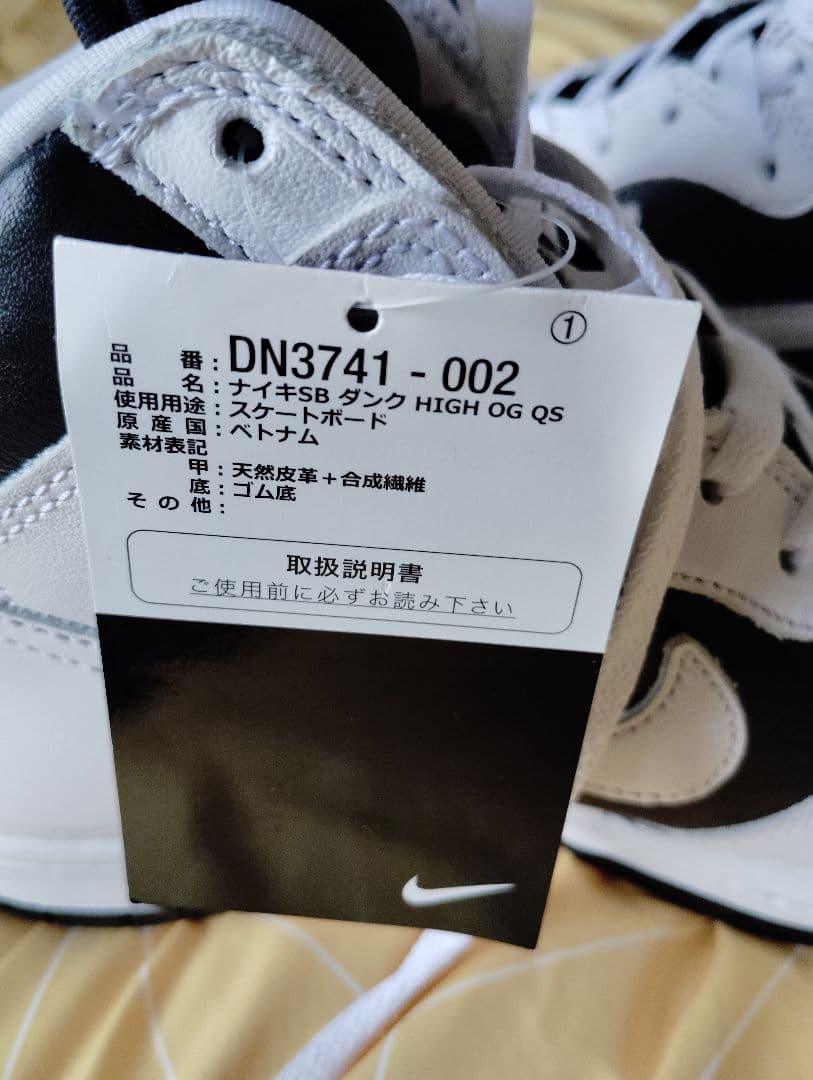 ①
品 番：DN3741 - 002
品 名：ナイキSB ダンク HIGH OG QS
使用用途：スケートボード
原 産 国：ベトナム
素材表記
甲：天然皮革＋合成繊維
底：ゴム底
そ の 他：
取扱説明書
ご使用前に必ずお読み下さい